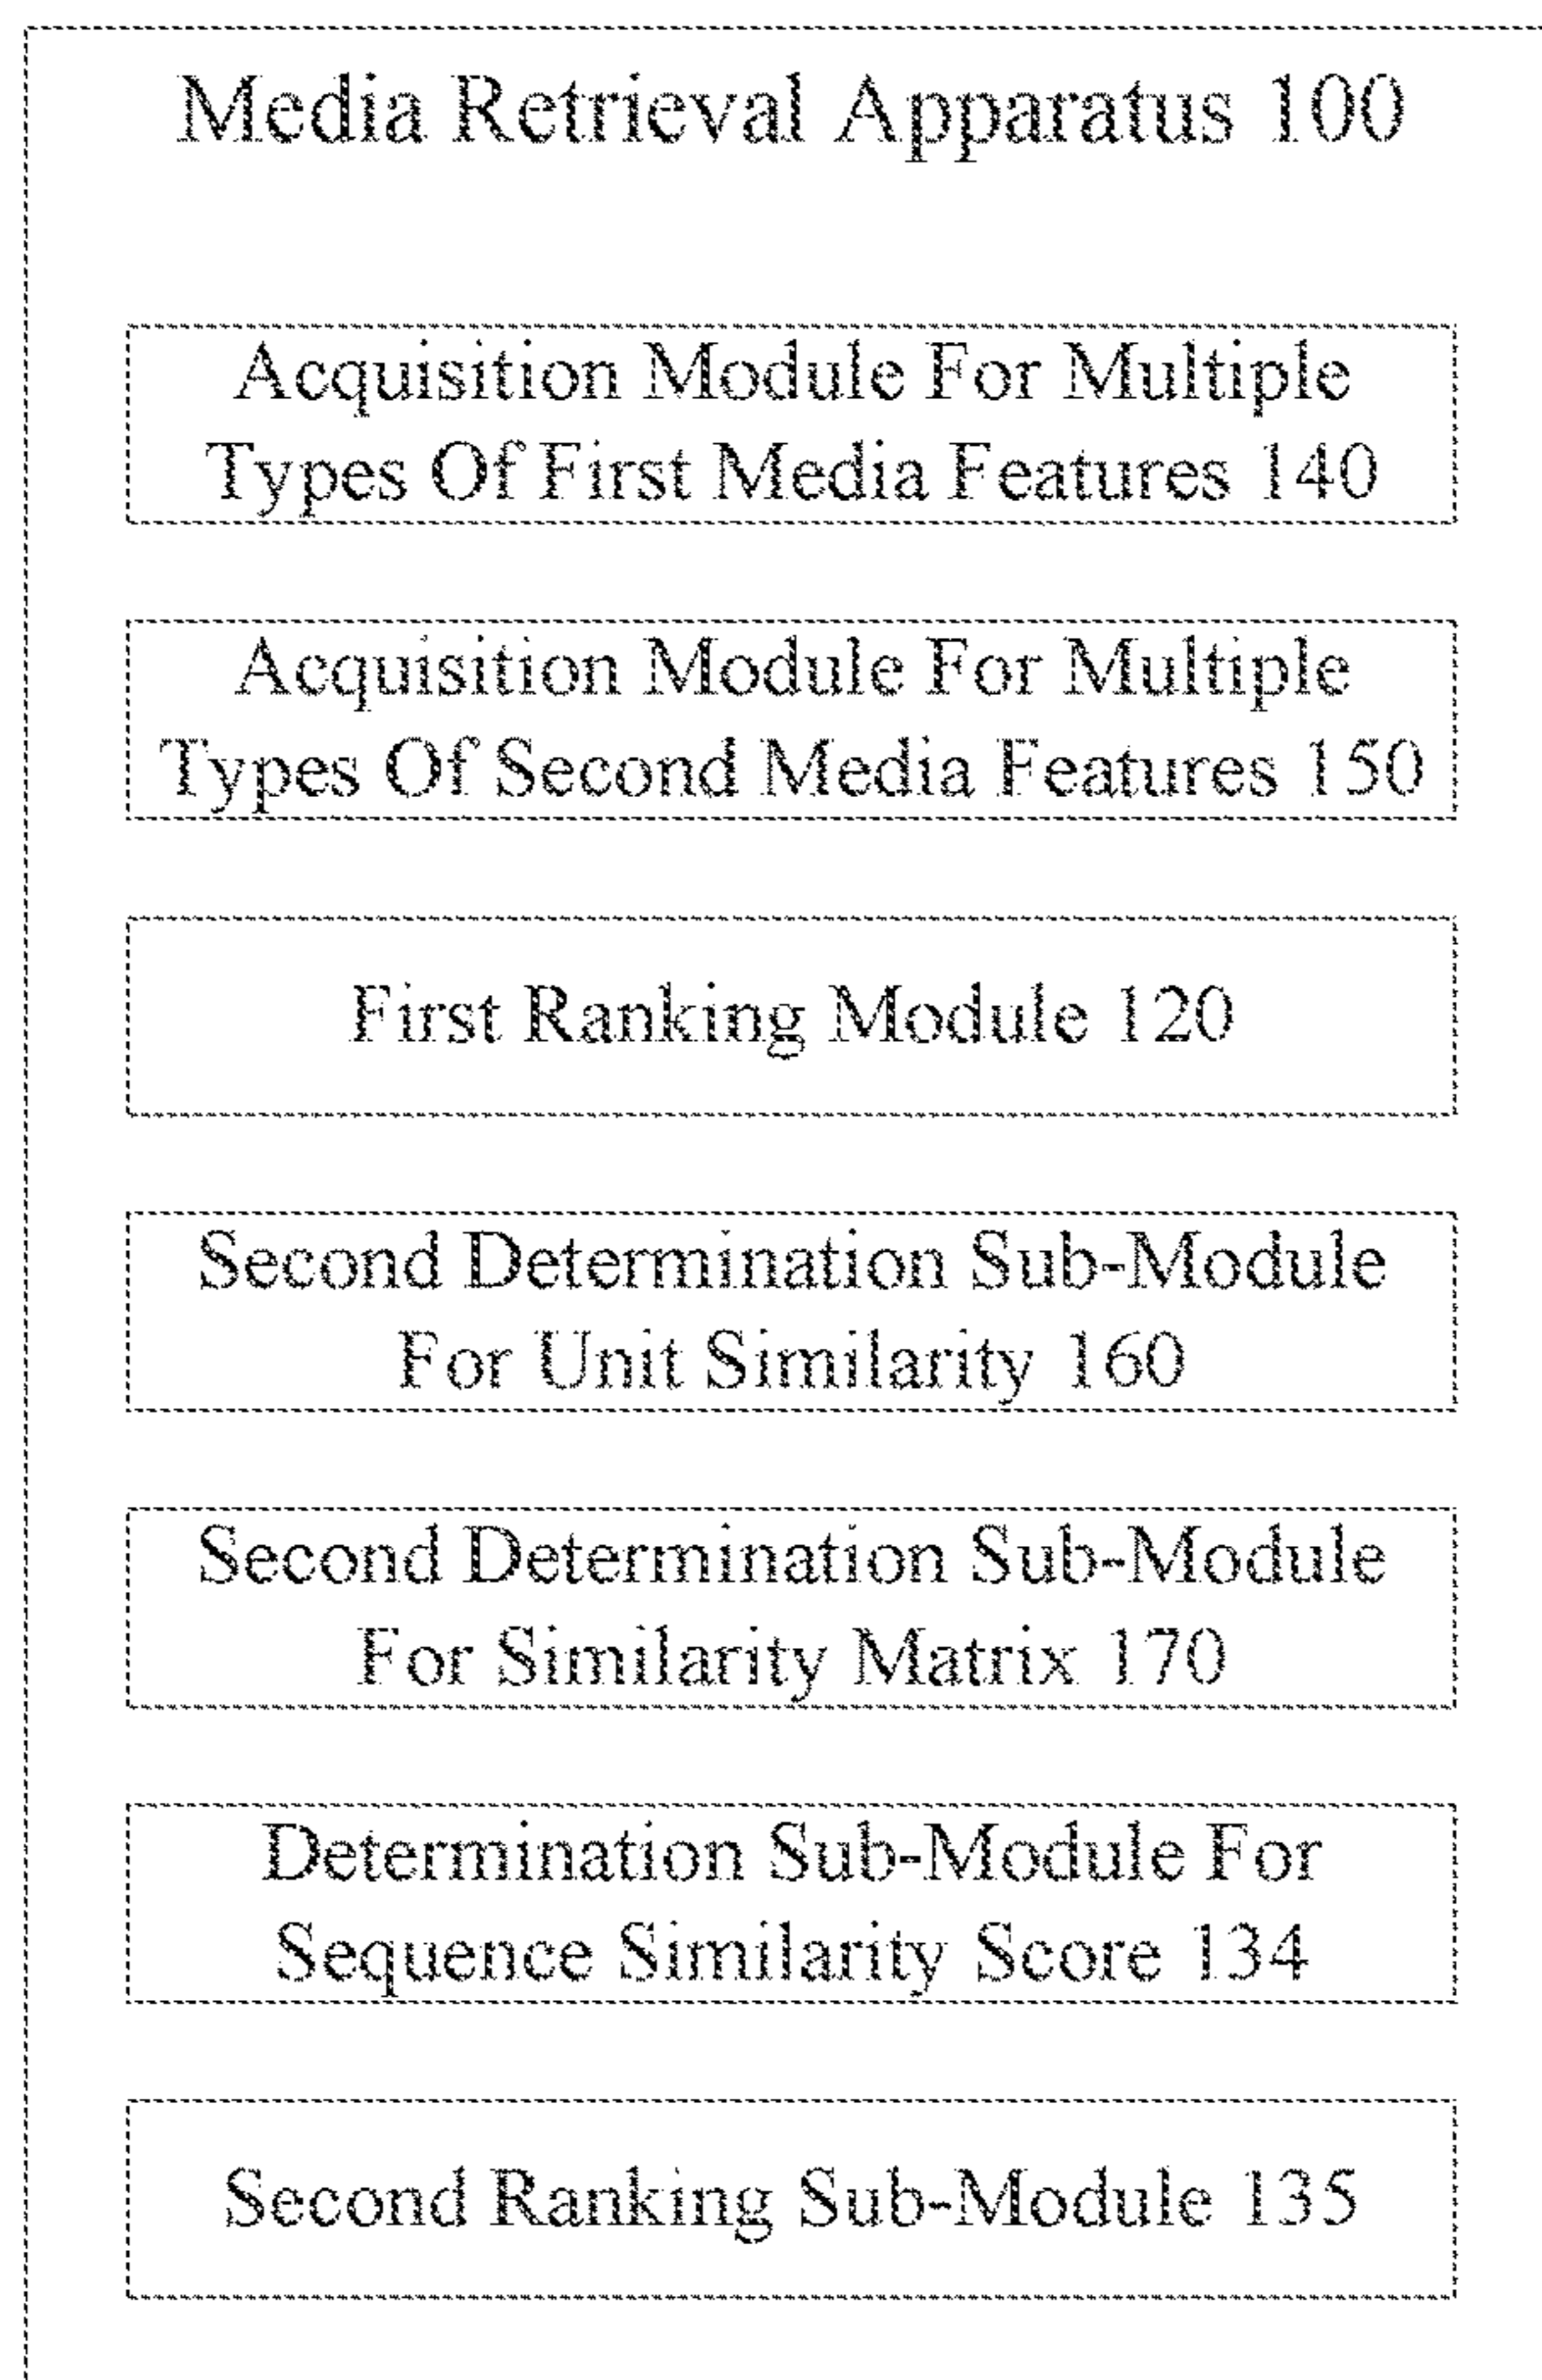 Media Retrieval Apparatus 100
Acquisition Module For Multiple
Types Of First Media Features 140
Acquisition Module For Multiple
Types Of Second Media Features 150
First Ranking Module 120
Second Determination Sub-Module
For Unit Similarity 160
Second Determination Sub-Module
For Similarity Matrix 170
Determination Sub-Module For
Sequence Similarity Score 134
Second Ranking Sub-Module 135